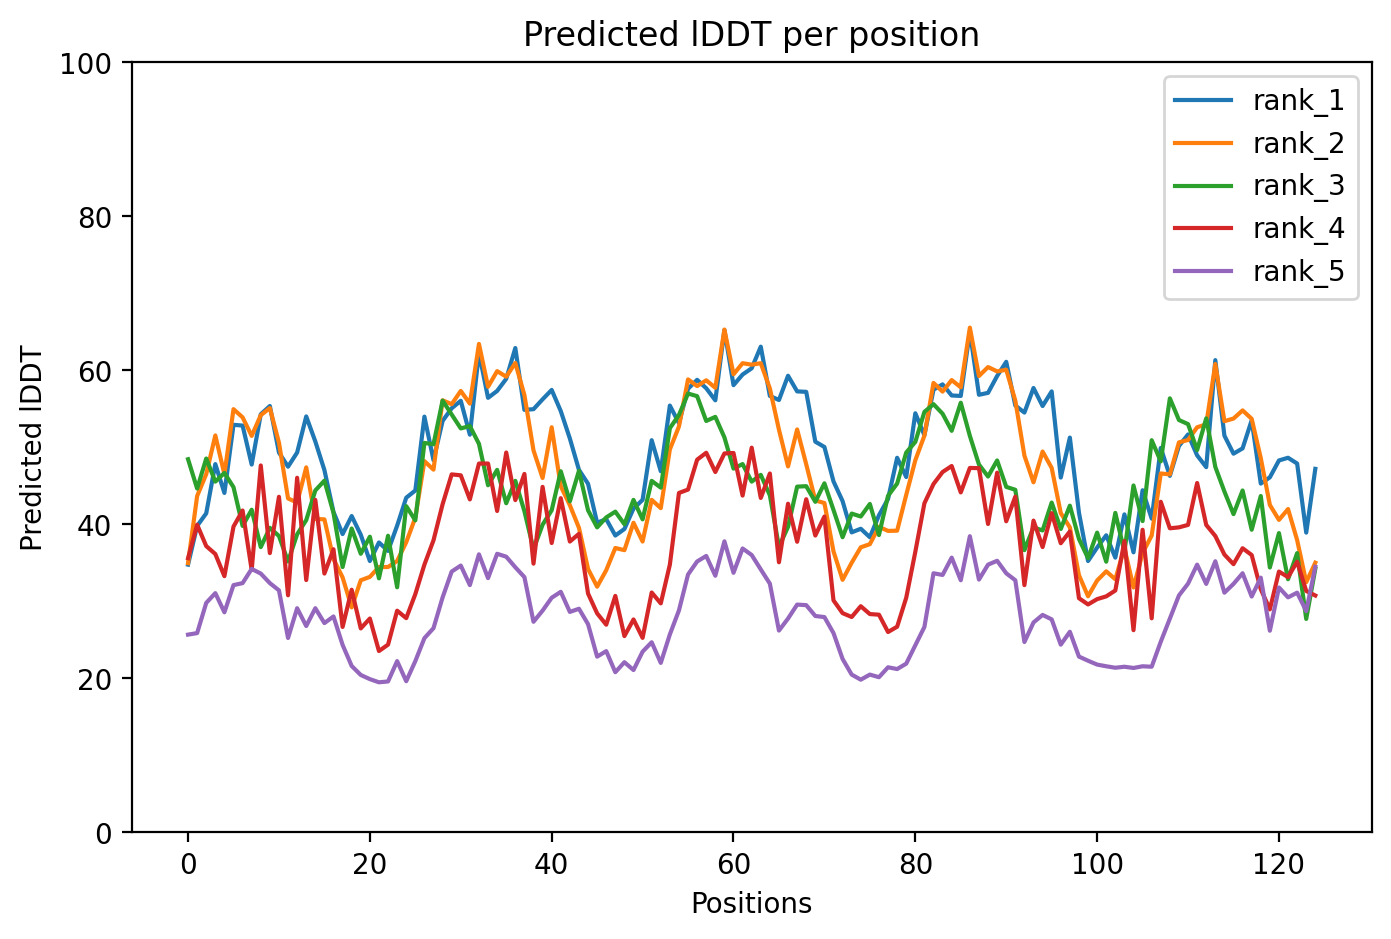 Predicted lDDT per position
100
80
60
40
20
0
Predicted lDDT
rank_1
rank_2
rank_3
rank_4
rank_5
0 20 40 60 80 100 120
Positions